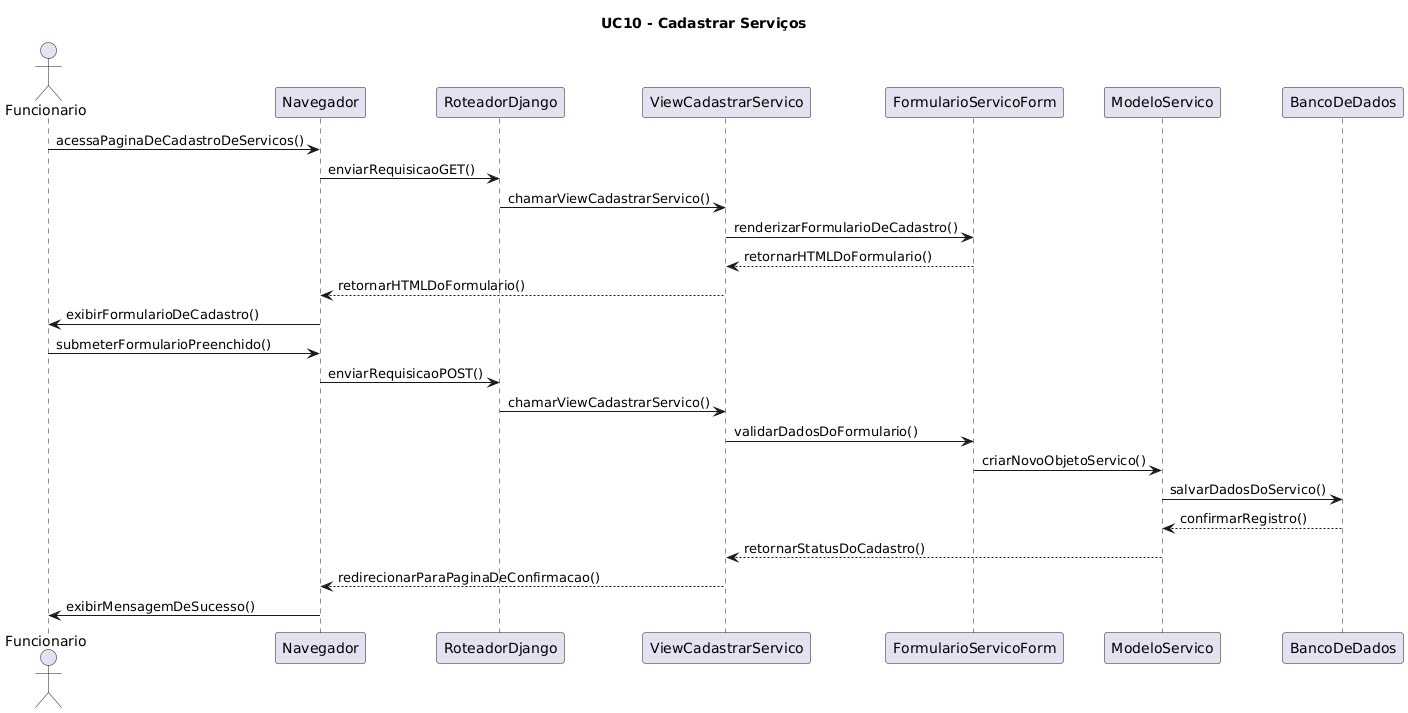 UC10 - Cadastrar Serviços
Funcionario
Navegador
RoteadorDjango
ViewCadastrarServico
FormularioServicoForm
ModeloServico
BancoDeDados
acessaPaginaDeCadastroDeServicos()
enviarRequisicaoGET()
chamarViewCadastrarServico()
renderizarFormularioDeCadastro()
retornarHTMLDoFormulario()
retornarHTMLDoFormulario()
exibirFormularioDeCadastro()
submeterFormularioPreenchido()
enviarRequisicaoPOST()
chamarViewCadastrarServico()
validarDadosDoFormulario()
criarNovoObjetoServico()
salvarDadosDoServico()
confirmarRegistro()
retornarStatusDoCadastro()
redirecionarParaPaginaDeConfirmacao()
exibirMensagemDeSucesso()
Funcionario
Navegador
RoteadorDjango
ViewCadastrarServico
FormularioServicoForm
ModeloServico
BancoDeDados